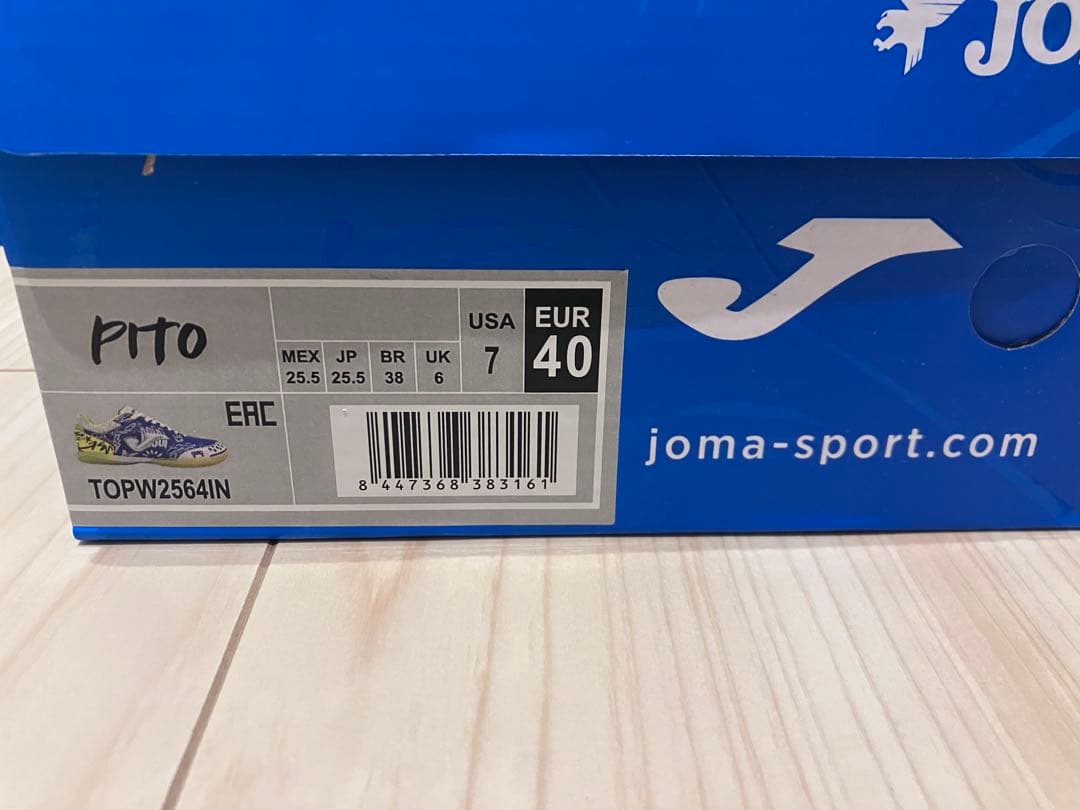 PITO
MEX JP BR UK USA EUR
25.5 25.5 38 6 7 40
EAC
TOPW2564IN
8 447368 383161
joma-sport.com